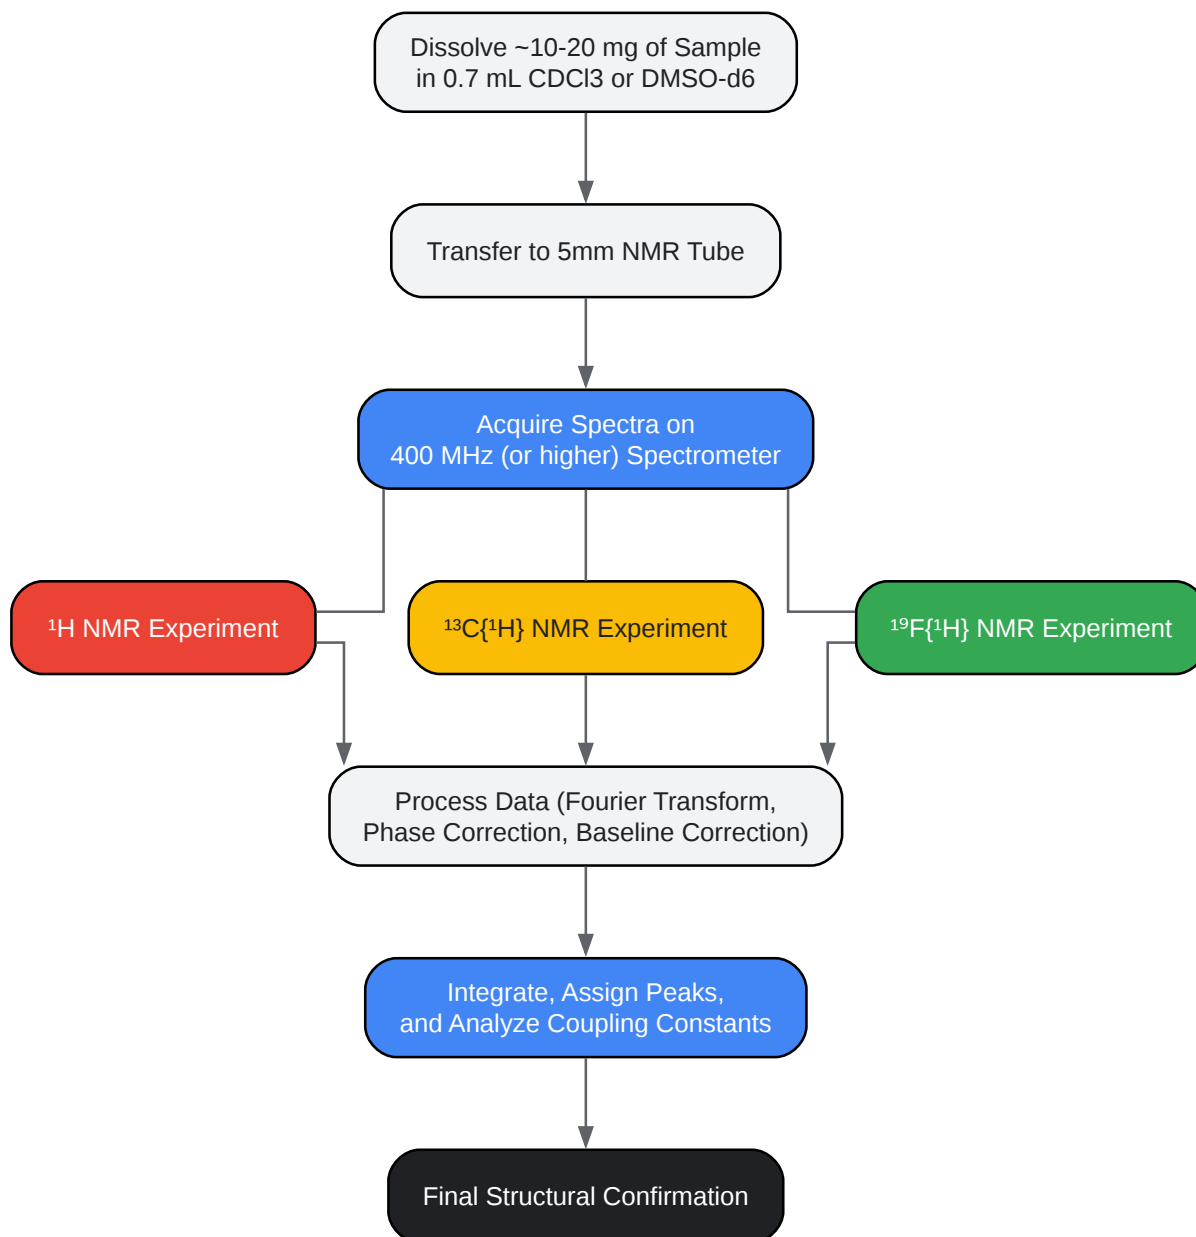 Dissolve ~10-20 mg of Sample
in 0.7 mL CDCl3 or DMSO-d6
Transfer to 5mm NMR Tube
Acquire Spectra on
400 MHz (or higher) Spectrometer
¹H NMR Experiment
¹³C{¹H} NMR Experiment
¹⁹F{¹H} NMR Experiment
Process Data (Fourier Transform,
Phase Correction, Baseline Correction)
Integrate, Assign Peaks,
and Analyze Coupling Constants
Final Structural Confirmation